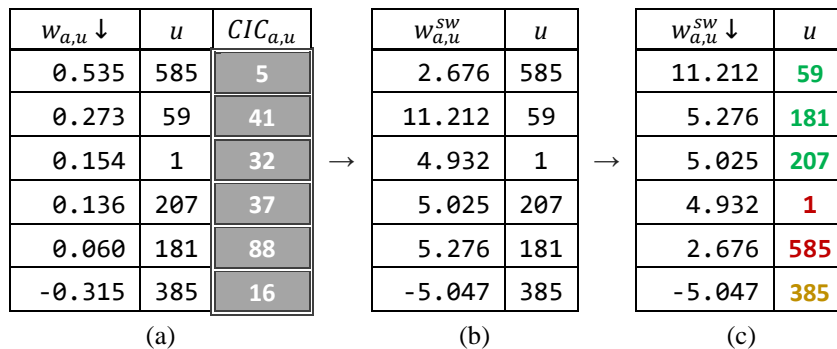 w_{a,u} ↓ u CIC_{a,u} w_{a,u}^{sw} u w_{a,u}^{sw} ↓ u
0.535 585 5 2.676 585 11.212 59
0.273 59 41 11.212 59 5.276 181
0.154 1 32 → 4.932 1 → 5.025 207
0.136 207 37 5.025 207 4.932 1
0.060 181 88 5.276 181 2.676 585
-0.315 385 16 -5.047 385 -5.047 385
(a) (b) (c)